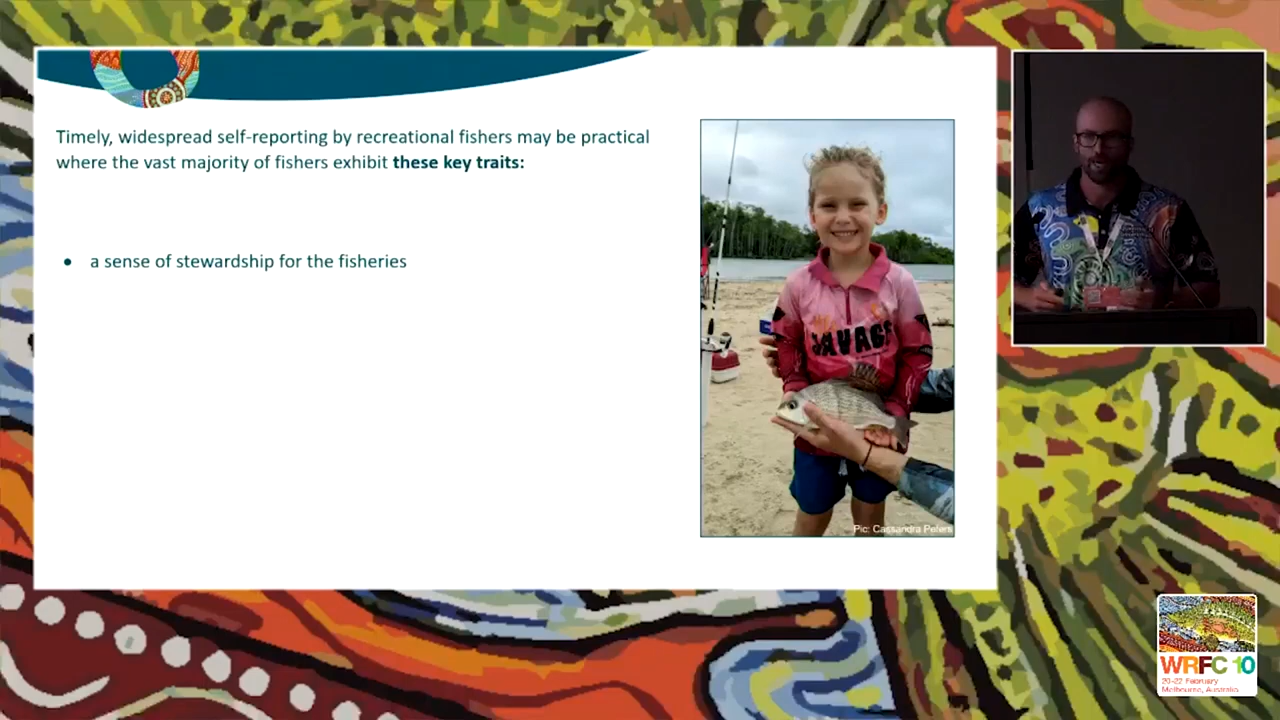 Timely, widespread self-reporting by recreational fishers may be practical
where the vast majority of fishers exhibit these key traits:
• a sense of stewardship for the fisheries
SAVAGE
Pic: Cassandra Peters
WRFC 10
20-22 February
Melbourne, Australia